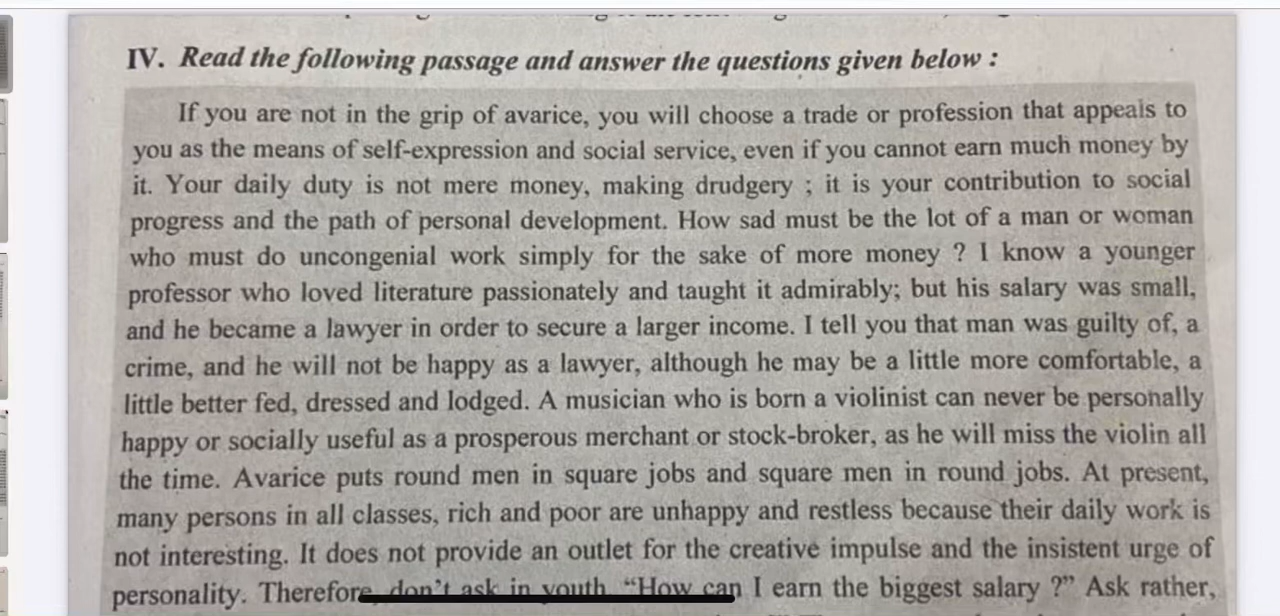 IV. Read the following passage and answer the questions given below :
If you are not in the grip of avarice, you will choose a trade or profession that appeals to
you as the means of self-expression and social service, even if you cannot earn much money by
it. Your daily duty is not mere money, making drudgery ; it is your contribution to social
progress and the path of personal development. How sad must be the lot of a man or woman
who must do uncongenial work simply for the sake of more money ? I know a younger
professor who loved literature passionately and taught it admirably; but his salary was small,
and he became a lawyer in order to secure a larger income. I tell you that man was guilty of, a
crime, and he will not be happy as a lawyer, although he may be a little more comfortable, a
little better fed, dressed and lodged. A musician who is born a violinist can never be personally
happy or socially useful as a prosperous merchant or stock-broker, as he will miss the violin all
the time. Avarice puts round men in square jobs and square men in round jobs. At present,
many persons in all classes, rich and poor are unhappy and restless because their daily work is
not interesting. It does not provide an outlet for the creative impulse and the insistent urge of
personality. Therefore, don't ask in youth "How can I earn the biggest salary ?" Ask rather,